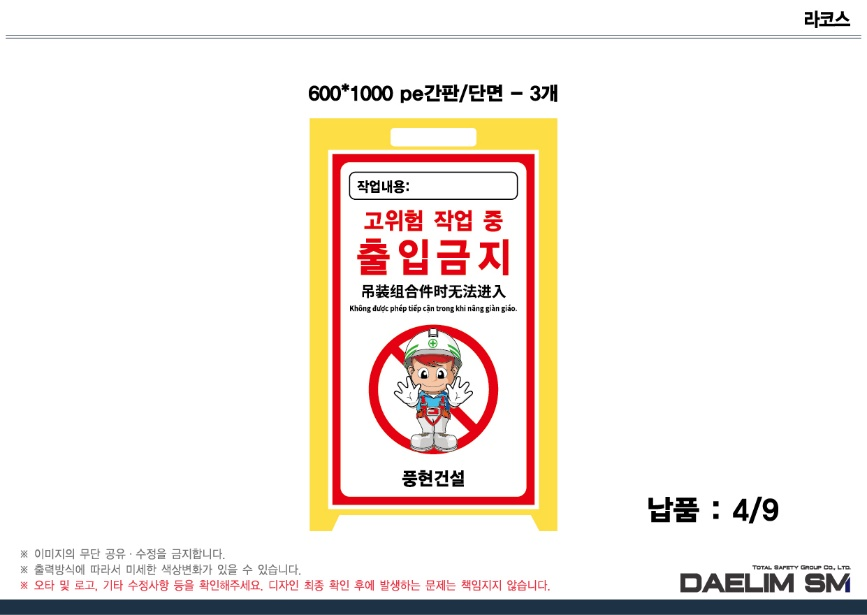 라코스
600*1000 pe간판/단면 - 3개
작업내용:
고위험 작업 중
출입금지
吊装组合件时无法进入
Không được phép tiếp cận trong khi nâng giàn giáo.
풍현건설
납품 : 4/9
※ 이미지의 무단 공유 · 수정을 금지합니다.
※ 출력방식에 따라서 미세한 색상변화가 있을 수 있습니다.
※ 오타 및 로고, 기타 수정사항 등을 확인해주세요. 디자인 최종 확인 후에 발생하는 문제는 책임지지 않습니다.
TOTAL SAFETY GROUP CO., LTD.
DAELIM SM